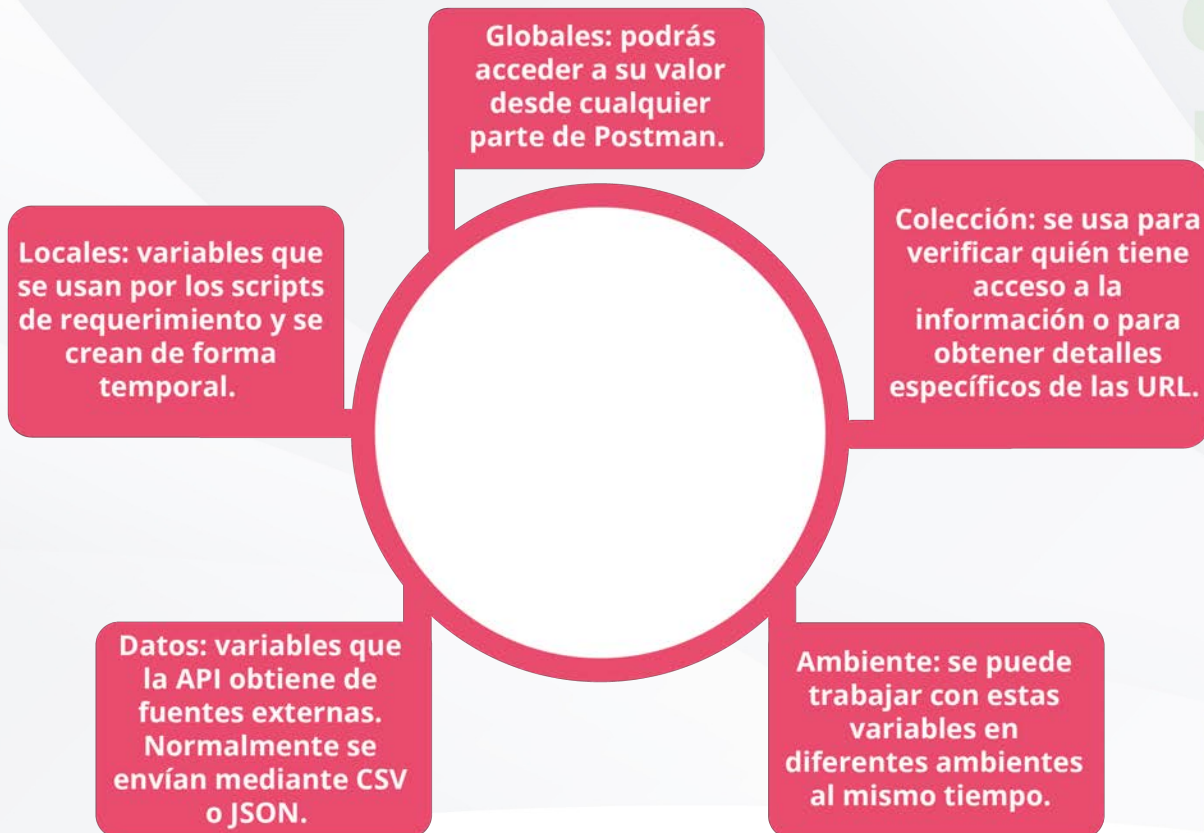 Globales: podrás
acceder a su valor
desde cualquier
parte de Postman.
Colección: se usa para
verificar quién tiene
acceso a la
información o para
obtener detalles
específicos de las URL.
Ambiente: se puede
trabajar con estas
variables en
diferentes ambientes
al mismo tiempo.
Datos: variables que
la API obtiene de
fuentes externas.
Normalmente se
envían mediante CSV
o JSON.
Locales: variables que
se usan por los scripts
de requerimiento y se
crean de forma
temporal.